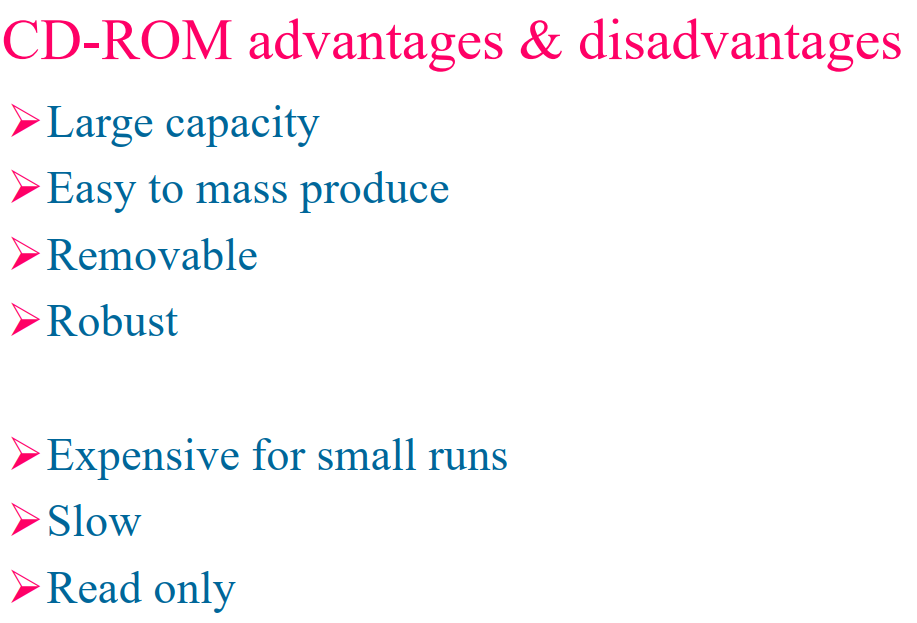 CD-ROM advantages & disadvantages
➢Large capacity
➢Easy to mass produce
➢Removable
➢Robust
➢Expensive for small runs
➢Slow
➢Read only